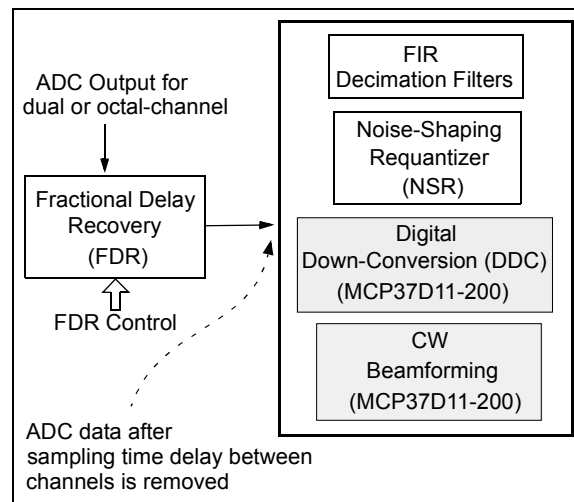 ADC Output for
dual or octal-channel
Fractional Delay
Recovery
(FDR)
FDR Control
ADC data after
sampling time delay between
channels is removed
FIR
Decimation Filters
Noise-Shaping
Requantizer
(NSR)
Digital
Down-Conversion (DDC)
(MCP37D11-200)
CW
Beamforming
(MCP37D11-200)